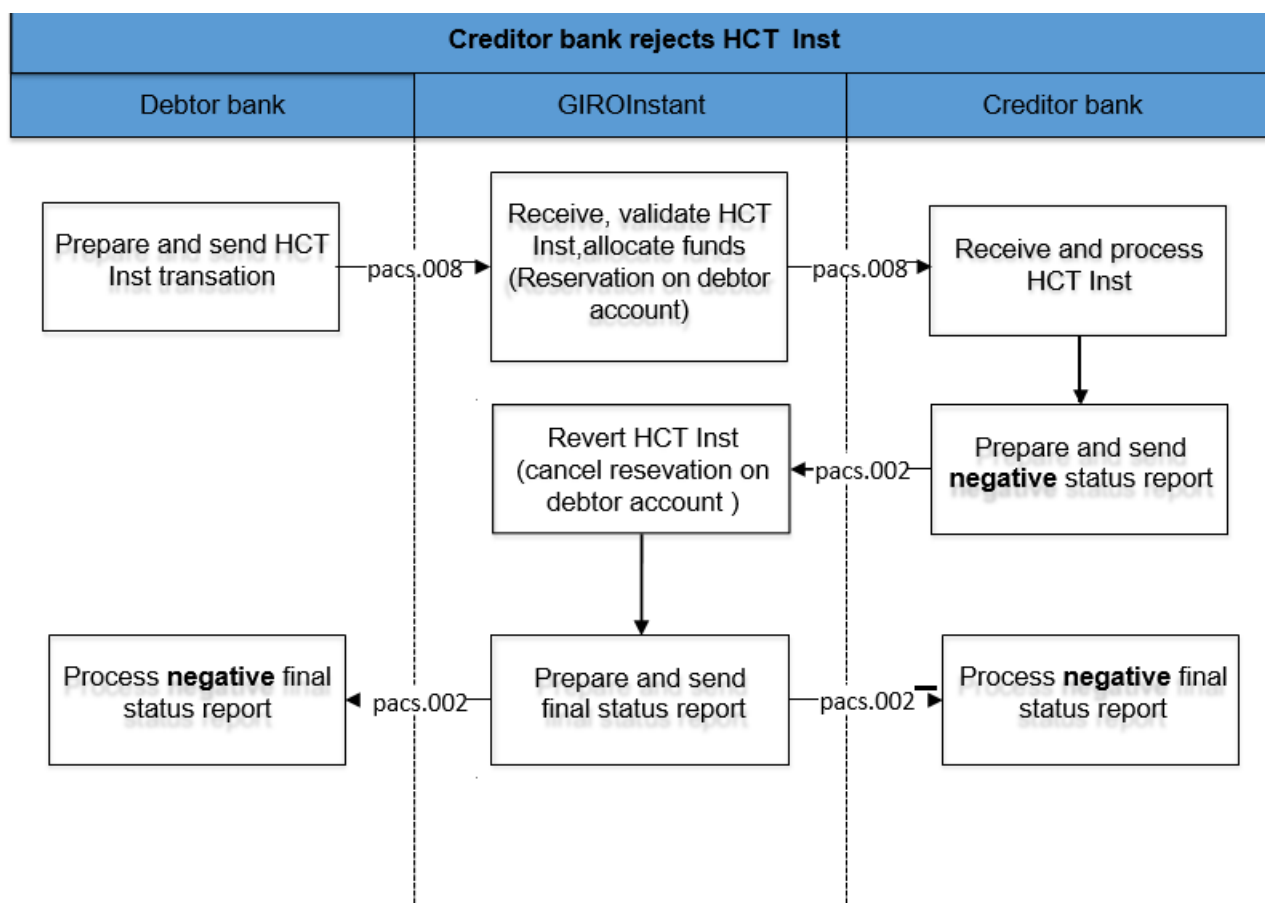 Creditor bank rejects HCT Inst
Debtor bank
GIROInstant
Creditor bank
Prepare and send HCT
Inst transation
pacs.008
Receive, validate HCT
Inst,allocate funds
(Reservation on debtor
account)
pacs.008
Receive and process
HCT Inst
Revert HCT Inst
(cancel resevation on
debtor account )
pacs.002
Prepare and send
negative status report
Process negative final
status report
pacs.002
Prepare and send
final status report
pacs.002
Process negative final
status report